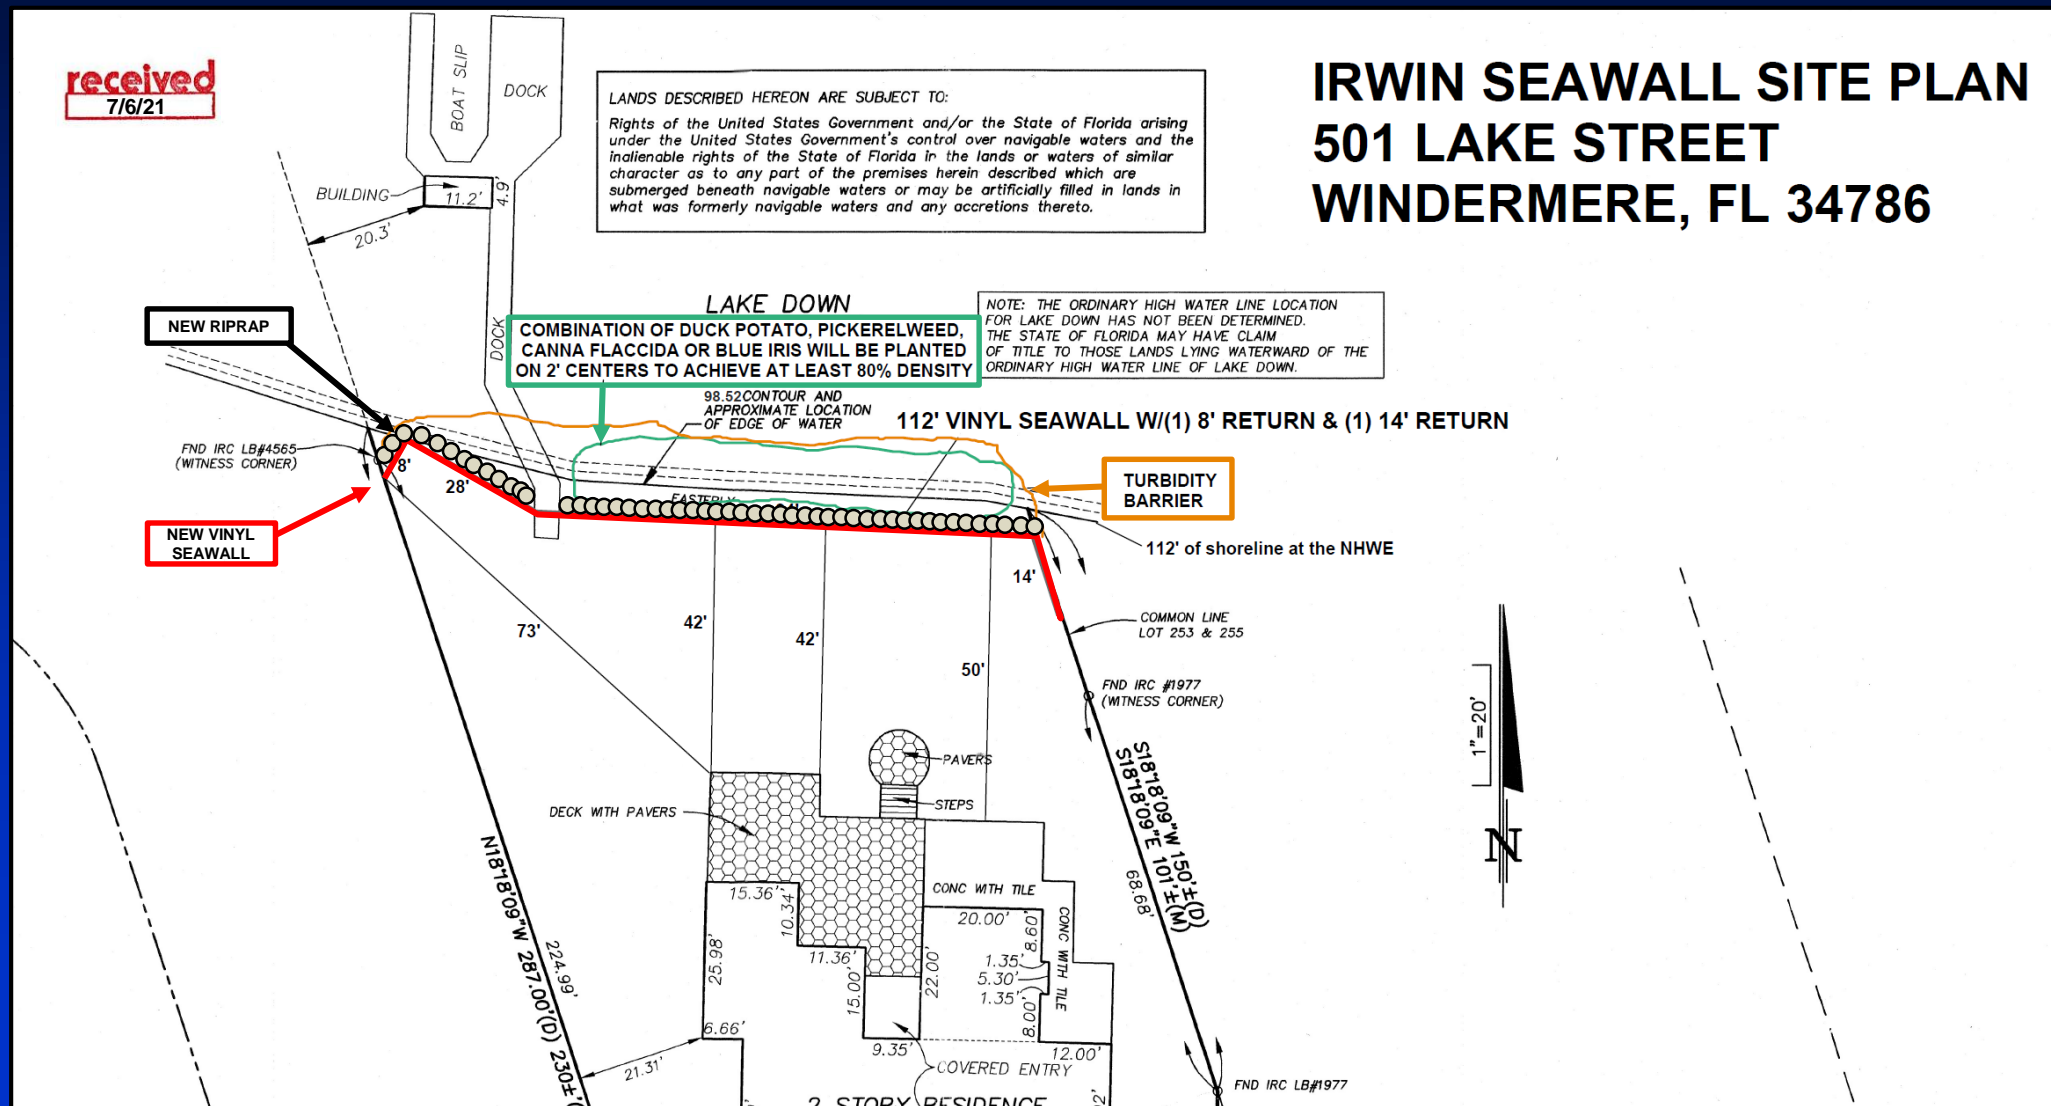 received
7/6/21
IRWIN SEAWALL SITE PLAN
501 LAKE STREET
WINDERMERE, FL 34786
BOAT SLIP
DOCK
BUILDING
11.2'
4.9'
20.3'
LANDS DESCRIBED HEREON ARE SUBJECT TO:
Rights of the United States Government and/or the State of Florida arising
under the United States Government's control over navigable waters and the
inalienable rights of the State of Florida in the lands or waters of similar
character as to any part of the premises herein described which are
submerged beneath navigable waters or may be artificially filled in lands in
what was formerly navigable waters and any accretions thereto.
LAKE DOWN
NOTE: THE ORDINARY HIGH WATER LINE LOCATION
FOR LAKE DOWN HAS NOT BEEN DETERMINED.
THE STATE OF FLORIDA MAY HAVE CLAIM
OF TITLE TO THOSE LANDS LYING WATERWARD OF THE
ORDINARY HIGH WATER LINE OF LAKE DOWN.
NEW RIPRAP
DOCK
COMBINATION OF DUCK POTATO, PICKERELWEED,
CANNA FLACCIDA OR BLUE IRIS WILL BE PLANTED
ON 2' CENTERS TO ACHIEVE AT LEAST 80% DENSITY
98.52CONTOUR AND
APPROXIMATE LOCATION
OF EDGE OF WATER
112' VINYL SEAWALL W/(1) 8' RETURN & (1) 14' RETURN
FND IRC LB#4565
(WITNESS CORNER)
8'
28'
EASTERLY
TURBIDITY
BARRIER
NEW VINYL
SEAWALL
112' of shoreline at the NHWE
14'
73'
42'
42'
50'
COMMON LINE
LOT 253 & 255
FND IRC #1977
(WITNESS CORNER)
1"=20'
N
PAVERS
STEPS
DECK WITH PAVERS
S18°18'09"W 150'±(D)
S18°18'09"E 101'±(M)
68.68'
N18°18'09"W 287.00'(D) 230±'(
224.99'
15.36'
10.34'
25.98'
11.36'
15.00'
22.00'
CONC WITH TILE
20.00'
8.60'
CONC WITH TILE
1.35'
5.30'
1.35'
8.00'
6.66'
9.35'
12.00'
21.31'
COVERED ENTRY
FND IRC LB#1977
2 STORY RESIDENCE